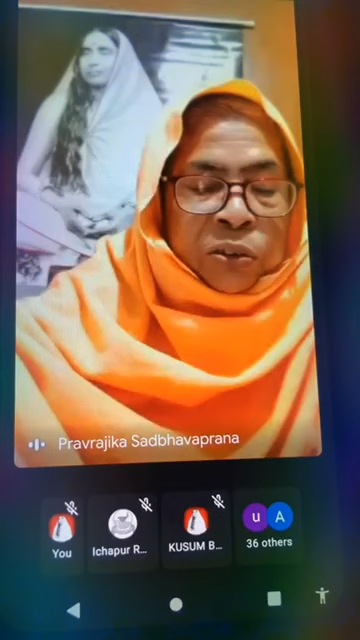 Pravrajika Sadbhavaprana
You
Ichapur R...
KUSUM B...
u A
36 others